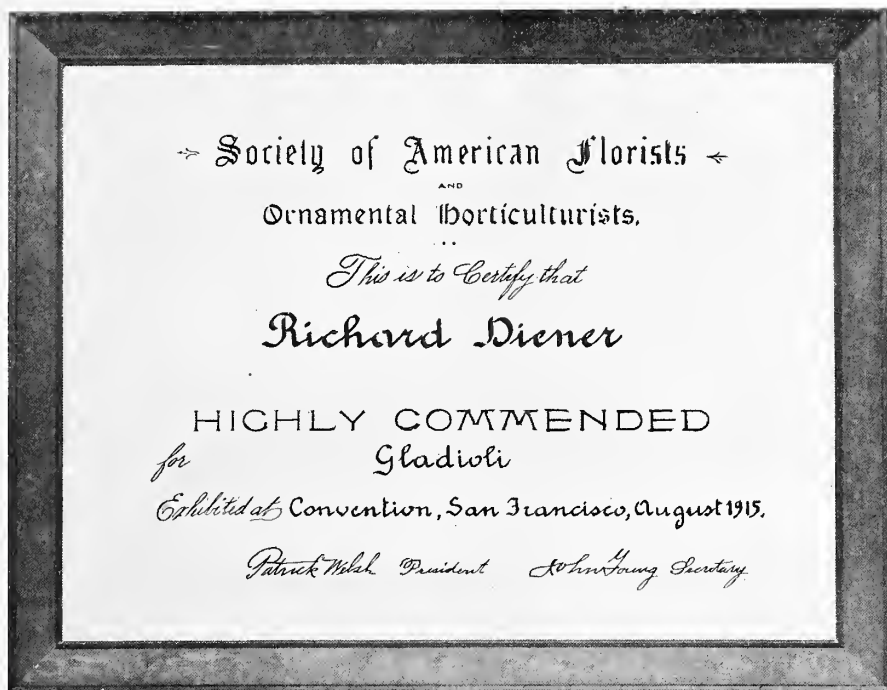 Society of American Florists
AND
Ornamental Horticulturists.
This is to Certify that
Richard Diener
HIGHLY COMMENDED
for Gladioli
Exhibited at Convention, San Francisco, August 1915.
Patrick Welsh President John Young Secretary